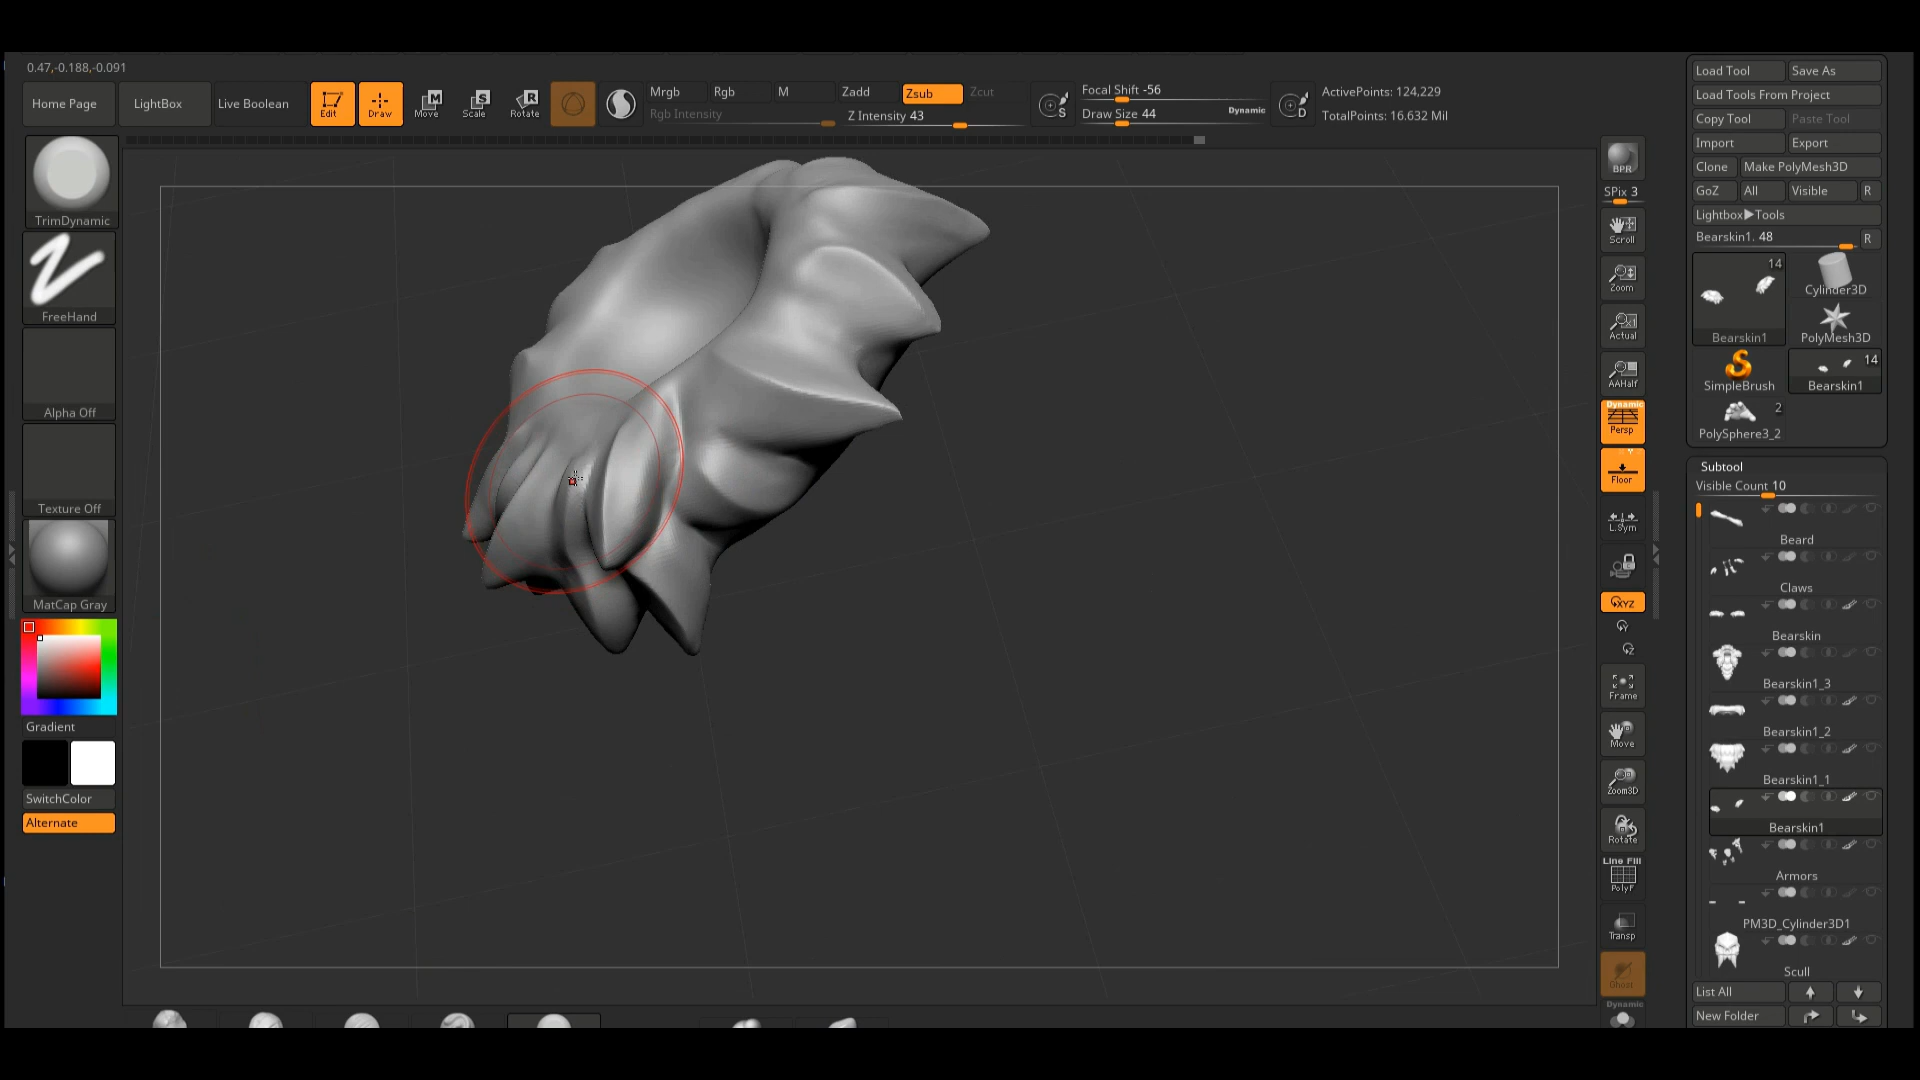 0.47,-0.188,-0.091
Home Page
LightBox
Live Boolean
Edit
Draw
Move
Scale
Rotate
Mrgb
Rgb
M
Zadd
Zsub
Zcut
Rgb Intensity
Z Intensity 43
Focal Shift -56
Draw Size 44
Dynamic
ActivePoints: 124,229
TotalPoints: 16.632 Mil
TrimDynamic
FreeHand
Alpha Off
Texture Off
MatCap Gray
Gradient
SwitchColor
Alternate
BPR
SPix 3
Scroll
Zoom
Actual
AAHalf
Dynamic
Persp
Floor
L.Sym
XYZ
Y
Z
Frame
Move
Zoom3D
Rotate
Line Fill
PolyF
Transp
Ghost
Dynamic
Load Tool
Save As
Load Tools From Project
Copy Tool
Paste Tool
Import
Export
Clone
Make PolyMesh3D
GoZ
All
Visible
R
Lightbox▶Tools
Bearskin1. 48
R
14
Bearskin1
Cylinder3D
PolyMesh3D
SimpleBrush
14
Bearskin1
2
PolySphere3_2
Subtool
Visible Count 10
Beard
Claws
Bearskin
Bearskin1_3
Bearskin1_2
Bearskin1_1
Bearskin1
Armors
PM3D_Cylinder3D1
Scull
List All
New Folder